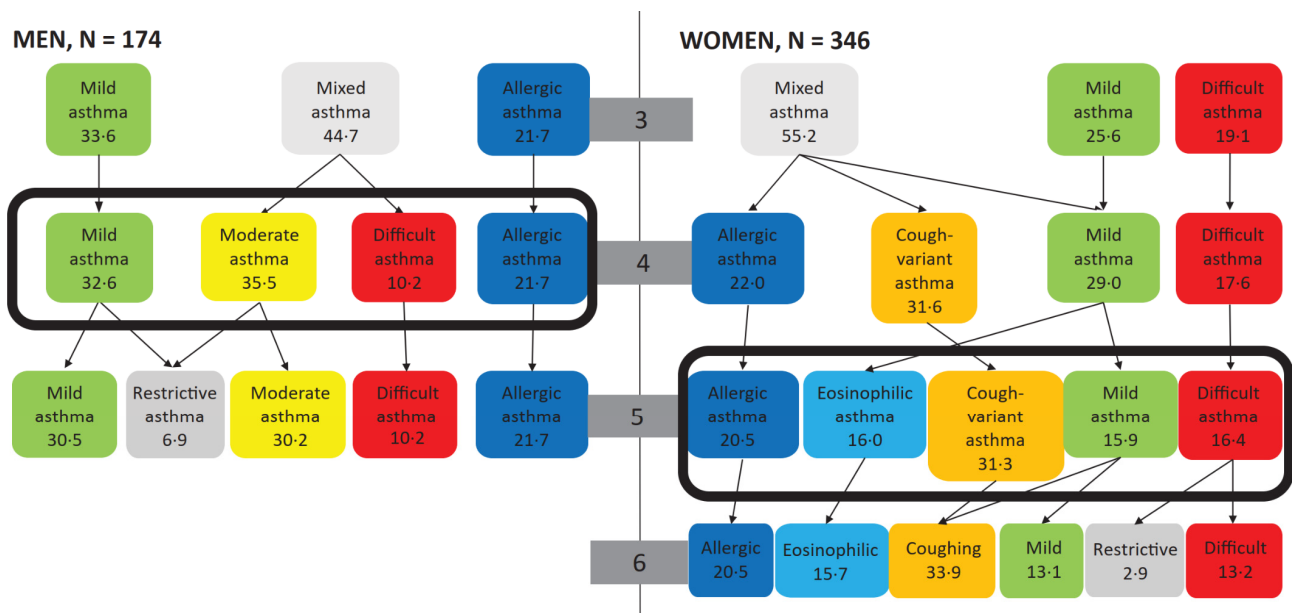 MEN, N = 174
WOMEN, N = 346
Mild
asthma
33·6
Mixed
asthma
44·7
Allergic
asthma
21·7
3
Mixed
asthma
55·2
Mild
asthma
25·6
Difficult
asthma
19·1
Mild
asthma
32·6
Moderate
asthma
35·5
Difficult
asthma
10·2
Allergic
asthma
21·7
4
Allergic
asthma
22·0
Cough-
variant
asthma
31·6
Mild
asthma
29·0
Difficult
asthma
17·6
Mild
asthma
30·5
Restrictive
asthma
6·9
Moderate
asthma
30·2
Difficult
asthma
10·2
Allergic
asthma
21·7
5
Allergic
asthma
20·5
Eosinophilic
asthma
16·0
Cough-
variant
asthma
31·3
Mild
asthma
15·9
Difficult
asthma
16·4
6
Allergic
20·5
Eosinophilic
15·7
Coughing
33·9
Mild
13·1
Restrictive
2·9
Difficult
13·2